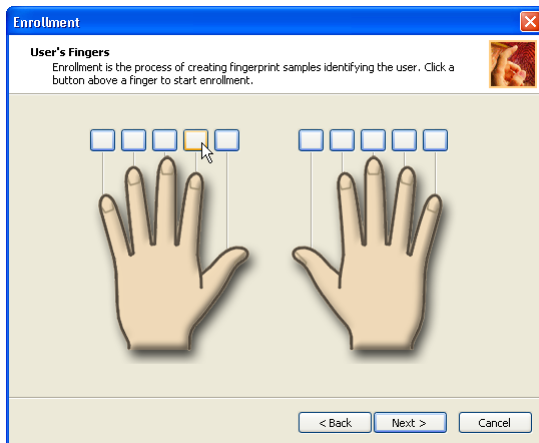 Enrollment
User's Fingers
Enrollment is the process of creating fingerprint samples identifying the user. Click a
button above a finger to start enrollment.
< Back
Next >
Cancel